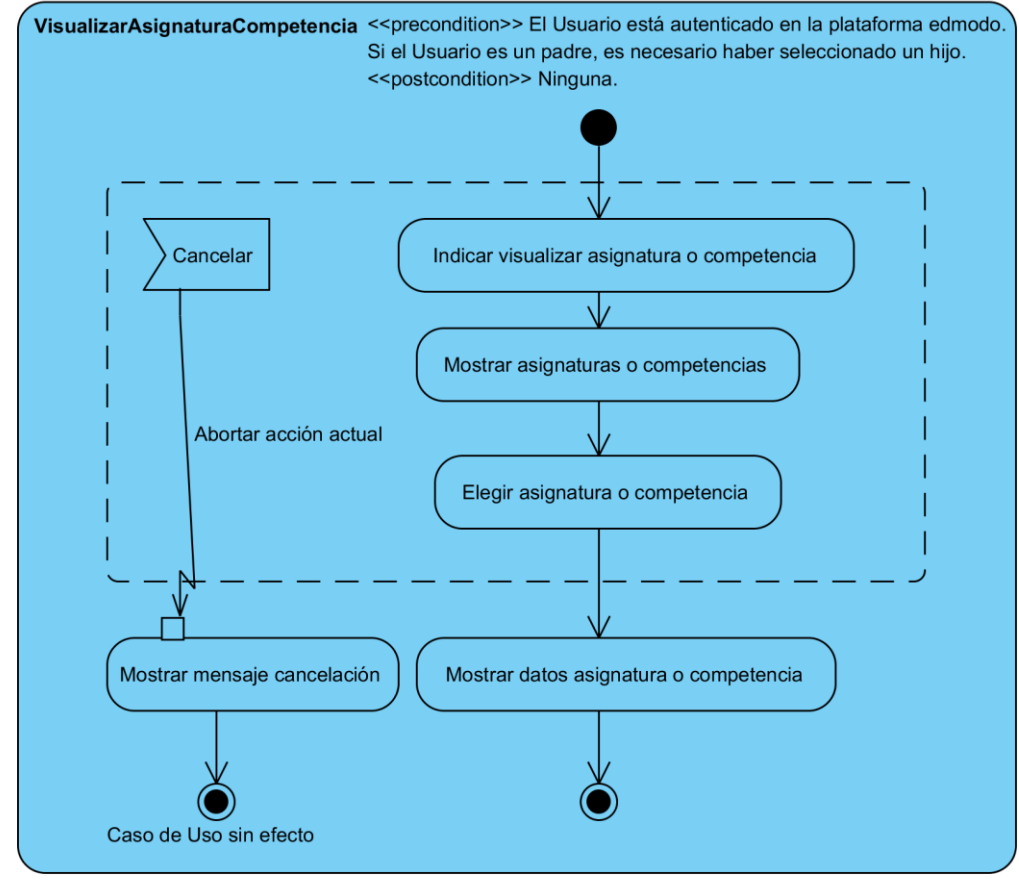 VisualizarAsignaturaCompetencia <<precondition>> El Usuario está autenticado en la plataforma edmodo.
Si el Usuario es un padre, es necesario haber seleccionado un hijo.
<<postcondition>> Ninguna.
Cancelar
Indicar visualizar asignatura o competencia
Mostrar asignaturas o competencias
Abortar acción actual
Elegir asignatura o competencia
Mostrar mensaje cancelación
Mostrar datos asignatura o competencia
Caso de Uso sin efecto